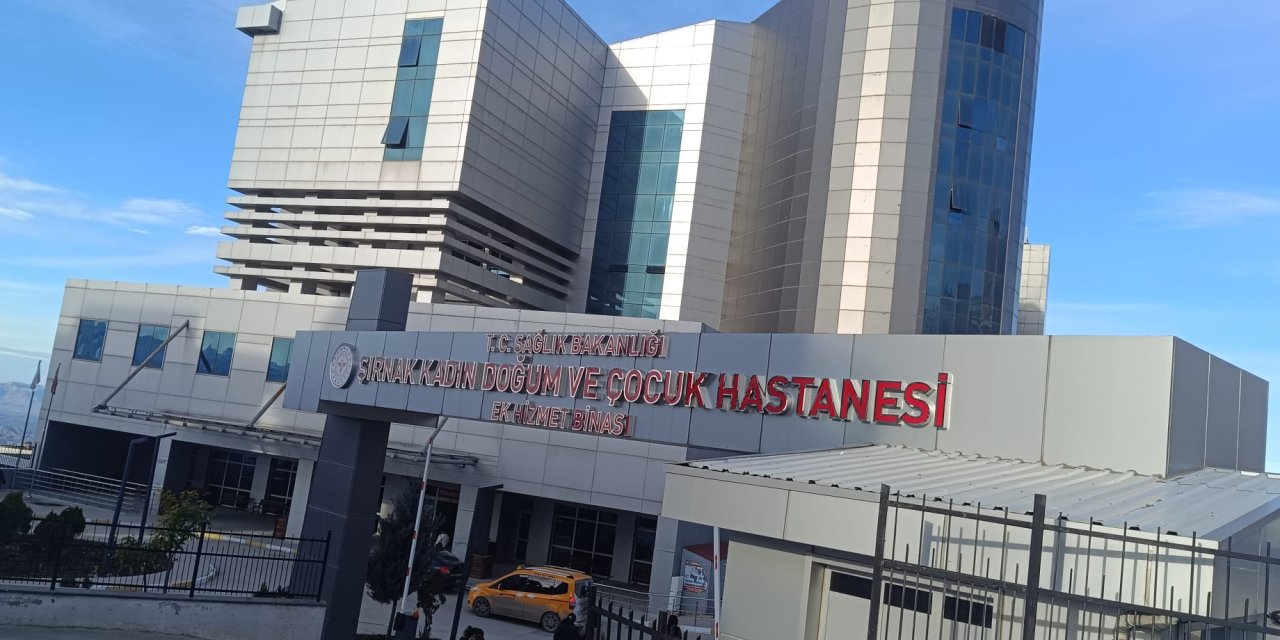 T.C. SAĞLIK BAKANLIĞI
ŞIRNAK KADIN DOĞUM VE ÇOCUK HASTANESİ
EK HİZMET BİNASI